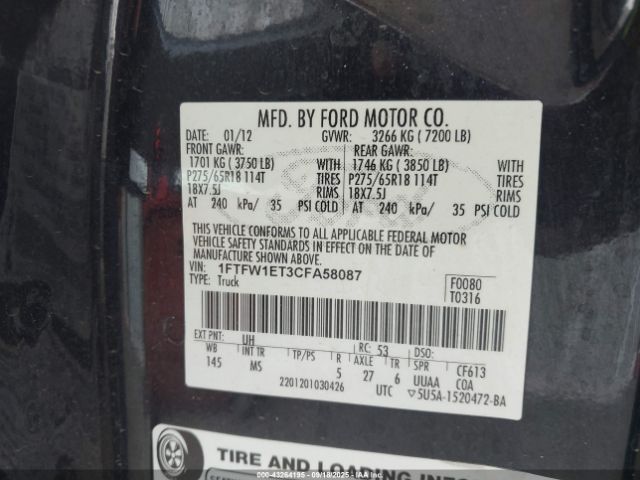 MFD. BY FORD MOTOR CO.
DATE: 01/12 GVWR: 3266 KG ( 7200 LB)
FRONT GAWR: REAR GAWR:
1701 KG ( 3750 LB) WITH 1746 KG ( 3850 LB) WITH
P275/65R18 114T TIRES P275/65R18 114T TIRES
18X7.5J RIMS 18X7.5J RIMS
AT 240 kPa/ 35 PSI COLD AT 240 kPa/ 35 PSI COLD
THIS VEHICLE CONFORMS TO ALL APPLICABLE FEDERAL MOTOR
VEHICLE SAFETY STANDARDS IN EFFECT ON THE DATE OF
MANUFACTURE SHOWN ABOVE.
VIN: 1FTFW1ET3CFA58087
TYPE: Truck
F0080
T0316
EXT PNT: UH RC: 53 DSO:
WB INT TR TP/PS R AXLE TR SPR CF613
145 MS 5 27 6 UUAA COA
2201201030426 UTC 5U5A-1520472-BA
TIRE AND LOADING INFO
© IAAI - 43264195 - 09/18/2025 - IAAI.COM